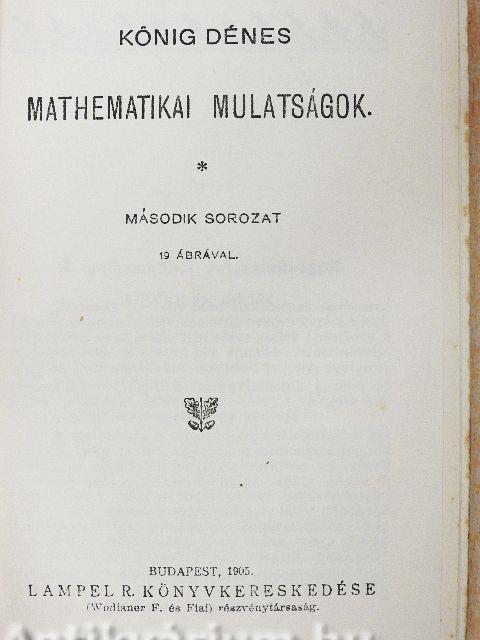 KŐNIG DÉNES
MATHEMATIKAI MULATSÁGOK.
*
MÁSODIK SOROZAT
19 ÁBRÁVAL.
BUDAPEST, 1905.
LAMPEL R. KÖNYVKERESKEDÉSE
(Wodianer F. és Fiai) részvénytársaság.